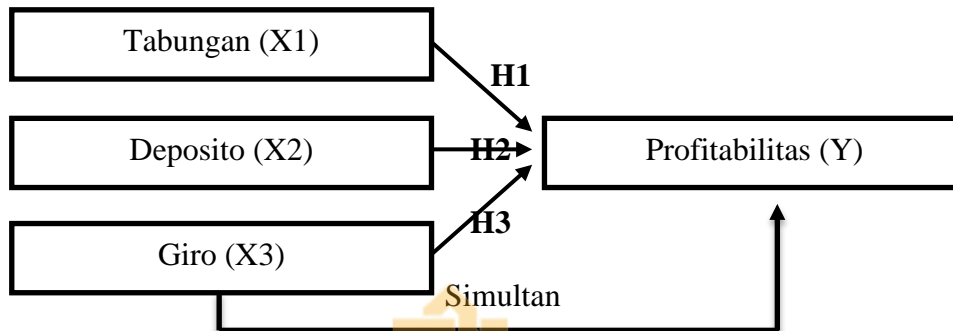 Tabungan (X1)
H1
Deposito (X2)
H2
Profitabilitas (Y)
H3
Giro (X3)
Simultan